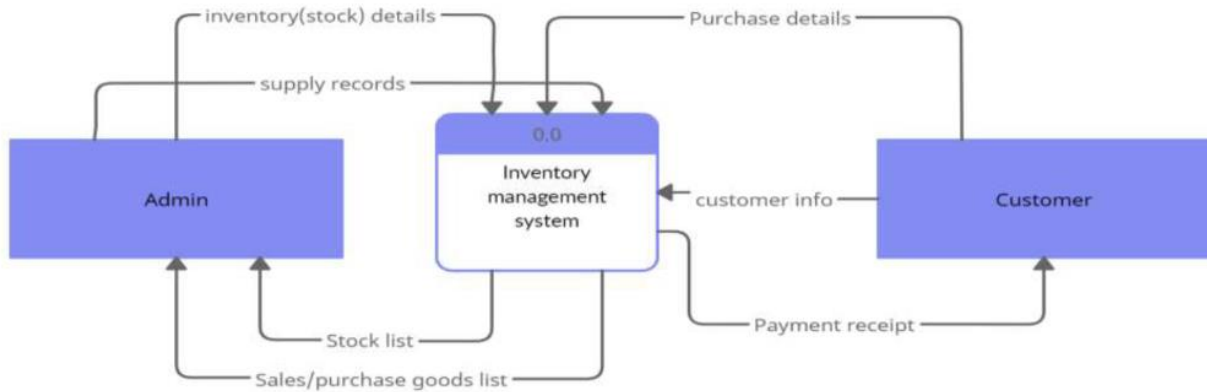 inventory(stock) details
Purchase details
supply records
0.0
Admin
Inventory
management
system
customer info
Customer
Stock list
Payment receipt
Sales/purchase goods list